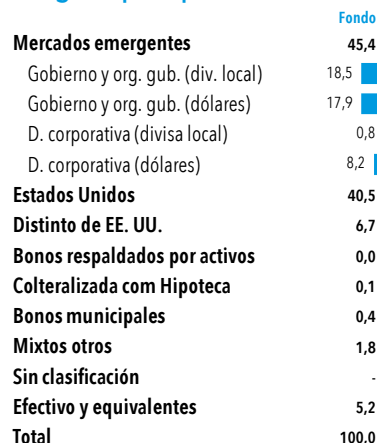 Fondo
Mercados emergentes 45,4
Gobierno y org. gub. (div. local) 18,5
Gobierno y org. gub. (dólares) 17,9
D. corporativa (divisa local) 0,8
D. corporativa (dólares) 8,2
Estados Unidos 40,5
Distinto de EE. UU. 6,7
Bonos respaldados por activos 0,0
Colteralizada com Hipoteca 0,1
Bonos municipales 0,4
Mixtos otros 1,8
Sin clasificación -
Efectivo y equivalentes 5,2
Total 100,0